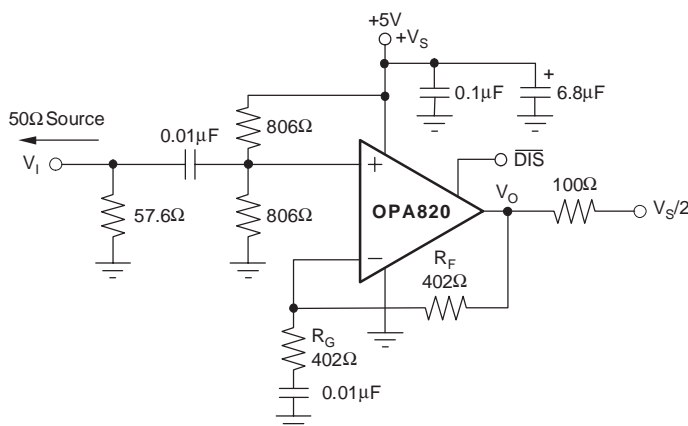 +5V
+V_S
50Ω Source
0.01μF
806Ω
0.1μF
+
6.8μF
V_I
57.6Ω
806Ω
+
OPA820
−
D̅I̅S̅
V_O
100Ω
V_S/2
R_F
402Ω
R_G
402Ω
0.01μF